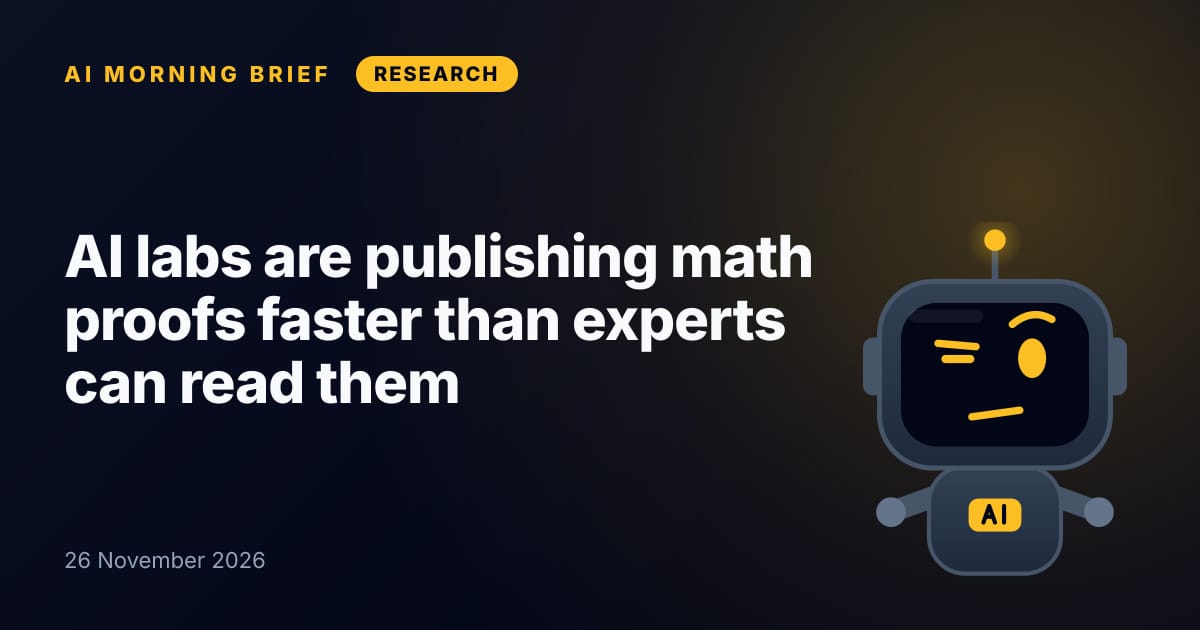 AI MORNING BRIEF
RESEARCH
AI labs are publishing math
proofs faster than experts
can read them
AI
26 November 2026